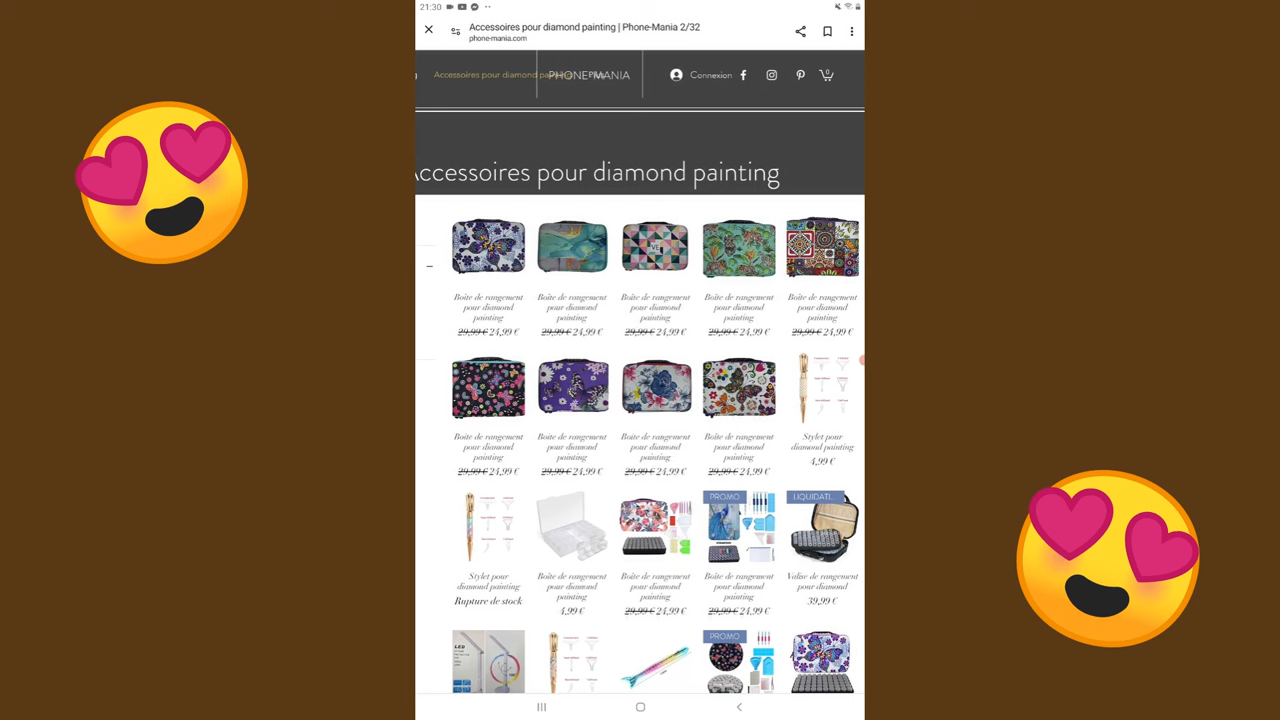 21:30
Accessoires pour diamond painting | Phone-Mania 2/32
phone-mania.com
Accessoires pour diamond painting
PHONE MANIA
Connexion
0
Accessoires pour diamond painting
Boîte de rangement pour diamond painting
29,99 € 24,99 €
Boîte de rangement pour diamond painting
29,99 € 24,99 €
Boîte de rangement pour diamond painting
29,99 € 24,99 €
Boîte de rangement pour diamond painting
29,99 € 24,99 €
Boîte de rangement pour diamond painting
29,99 € 24,99 €
Boîte de rangement pour diamond painting
29,99 € 24,99 €
Boîte de rangement pour diamond painting
29,99 € 24,99 €
Boîte de rangement pour diamond painting
29,99 € 24,99 €
Boîte de rangement pour diamond painting
29,99 € 24,99 €
Stylet pour diamond painting
4,99 €
PROMO
LIQUIDATI...
Stylet pour diamond painting
Rupture de stock
Boîte de rangement pour diamond painting
4,99 €
Boîte de rangement pour diamond painting
29,99 € 24,99 €
Boîte de rangement pour diamond painting
29,99 € 24,99 €
Valise de rangement pour diamond
39,99 €
LED
PROMO